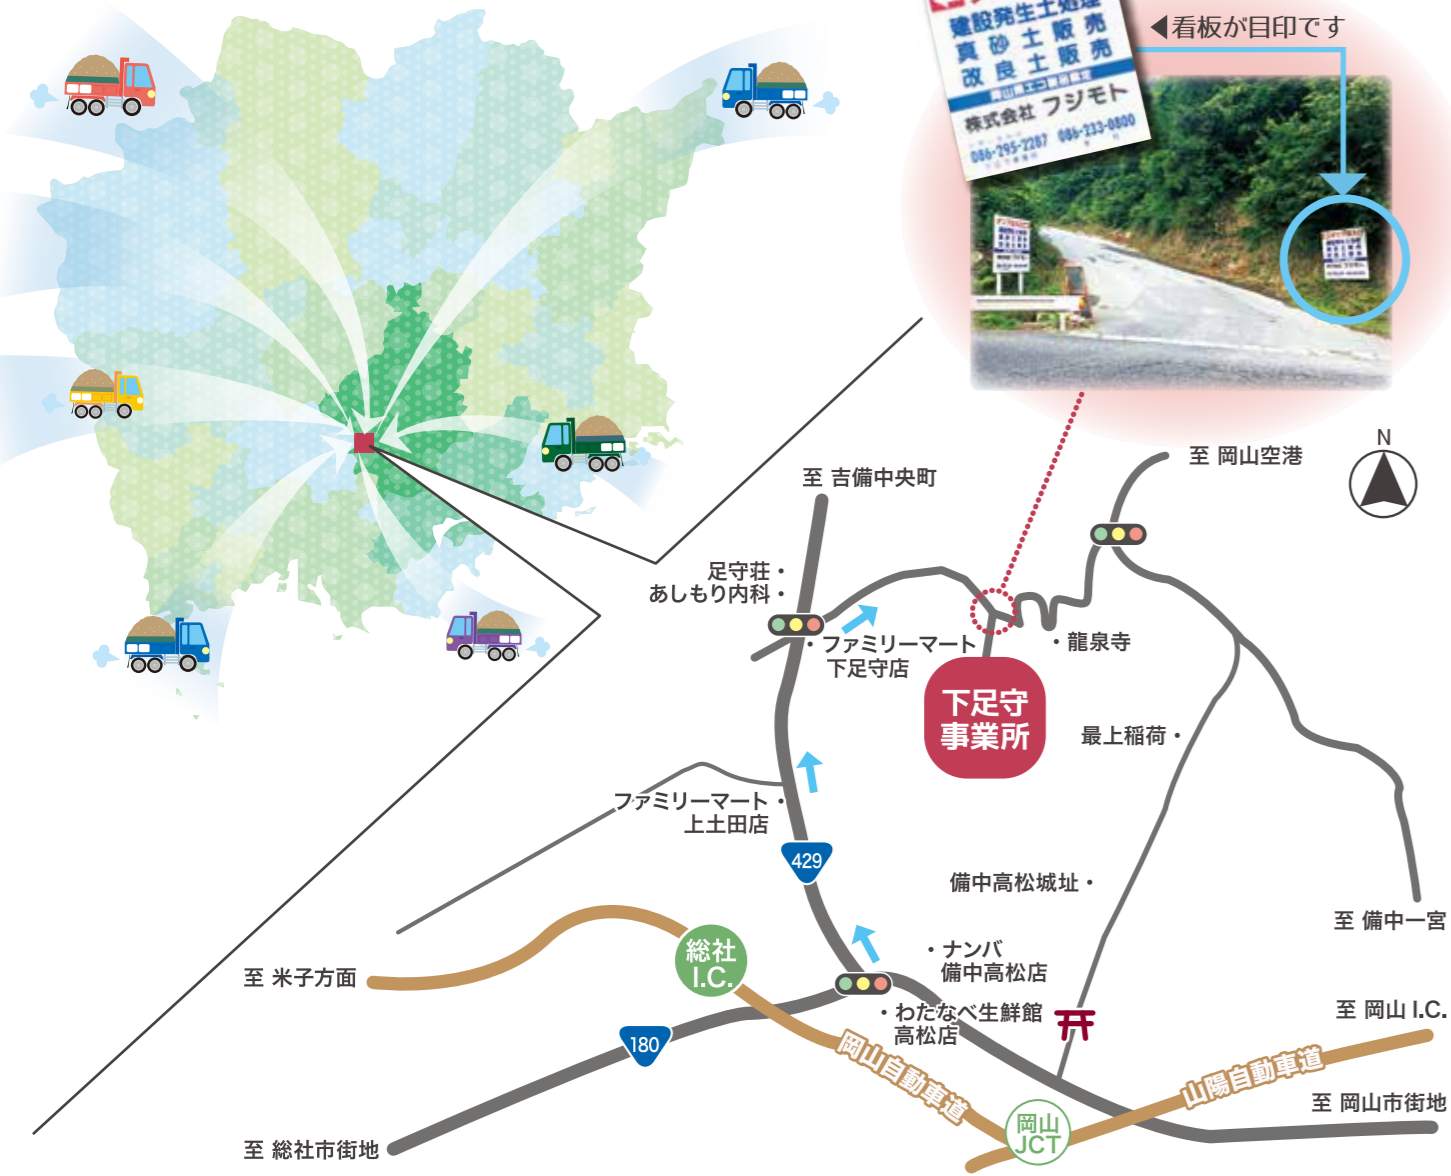 建設発生土処理
真砂土販売
改良土販売
株式会社 フジモト
086-295-2287 086-233-0800
◀看板が目印です
N
至 岡山空港
至 吉備中央町
足守荘・
あしもり内科・
・ファミリーマート
下足守店
・龍泉寺
下足守
事業所
最上稲荷・
ファミリーマート・
上土田店
429
備中高松城址・
至 備中一宮
総社
I.C.
・ナンバ
備中高松店
至 米子方面
・わたなべ生鮮館
高松店
至 岡山 I.C.
180
岡山自動車道
山陽自動車道
至 岡山市街地
岡山
JCT
至 総社市街地